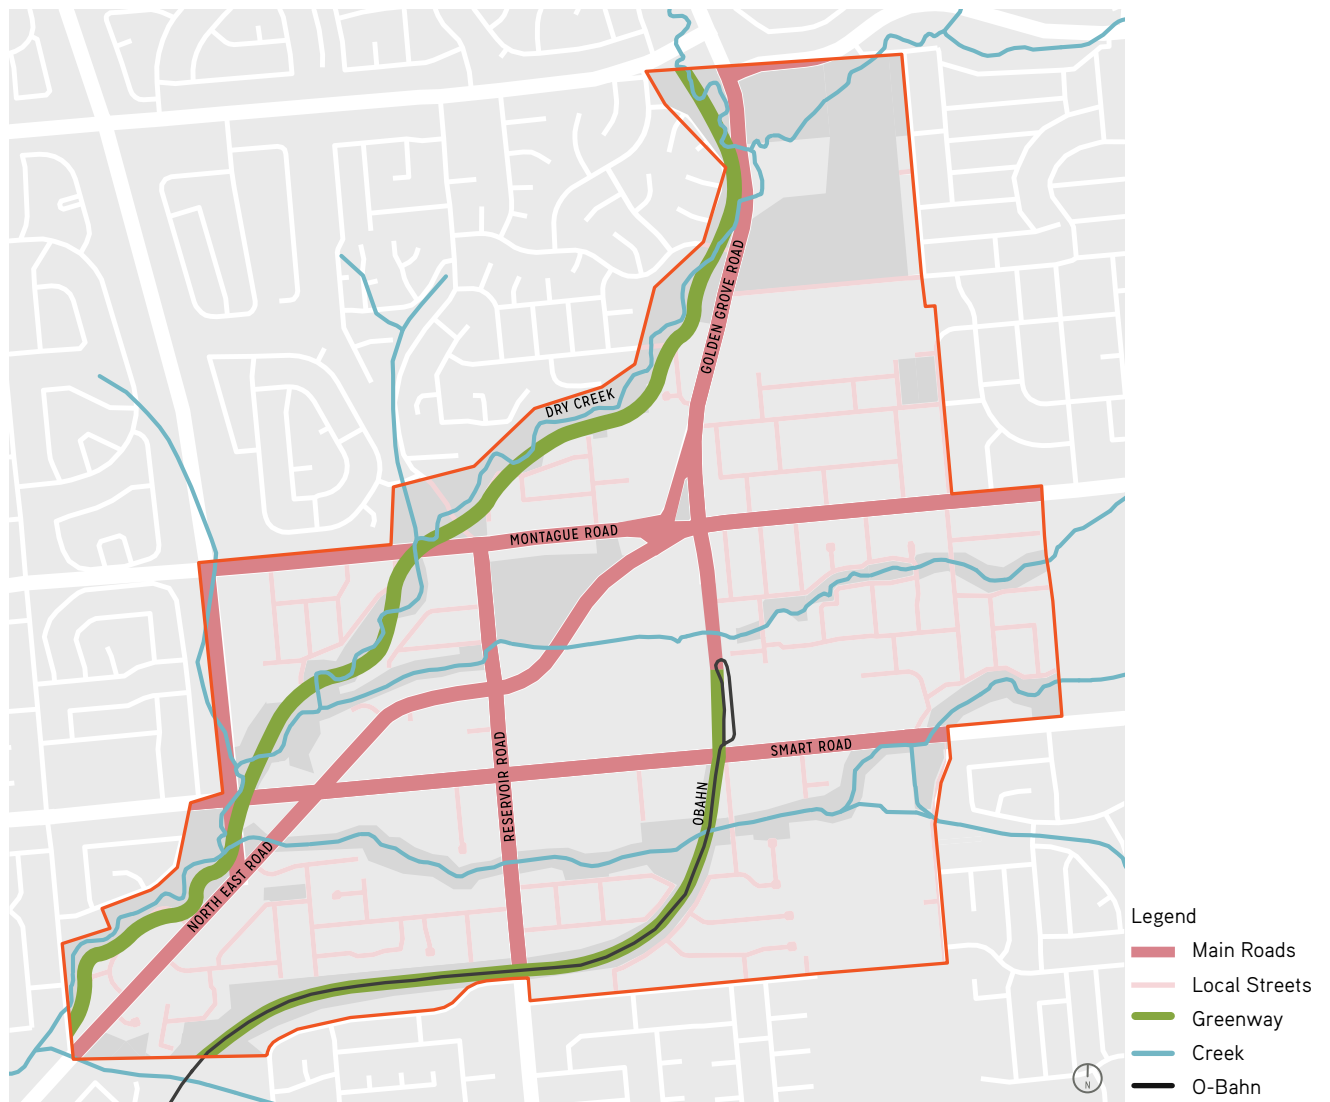 GOLDEN GROVE ROAD
DRY CREEK
MONTAGUE ROAD
RESERVOIR ROAD
SMART ROAD
OBAHN
NORTH EAST ROAD
Legend
Main Roads
Local Streets
Greenway
Creek
O-Bahn
N